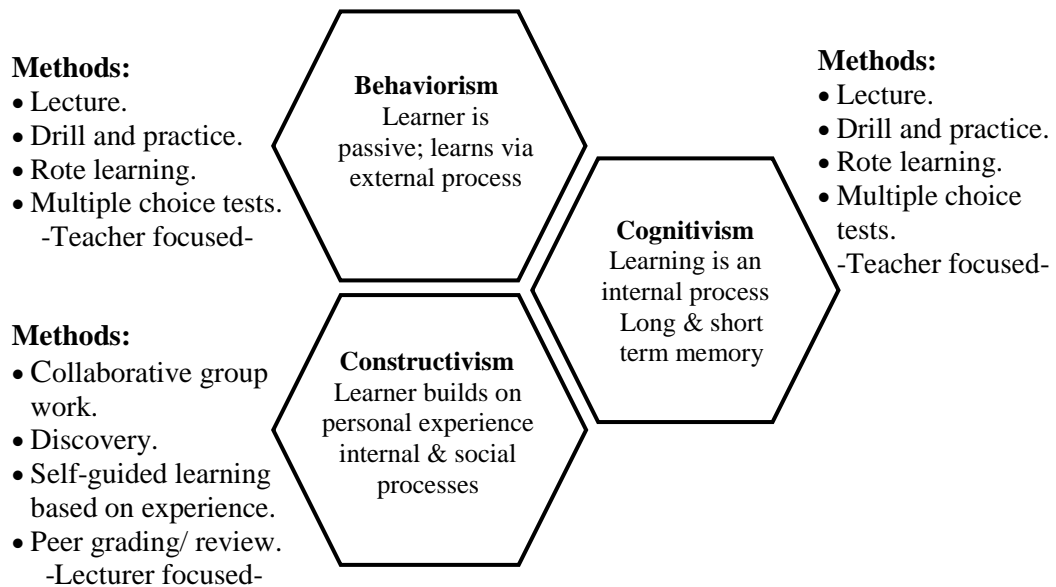 Methods:
• Lecture.
• Drill and practice.
• Rote learning.
• Multiple choice tests.
-Teacher focused-
Behaviorism
Learner is
passive; learns via
external process
Methods:
• Lecture.
• Drill and practice.
• Rote learning.
• Multiple choice
tests.
-Teacher focused-
Cognitivism
Learning is an
internal process
Long & short
term memory
Methods:
• Collaborative group
work.
• Discovery.
• Self-guided learning
based on experience.
• Peer grading/ review.
-Lecturer focused-
Constructivism
Learner builds on
personal experience
internal & social
processes